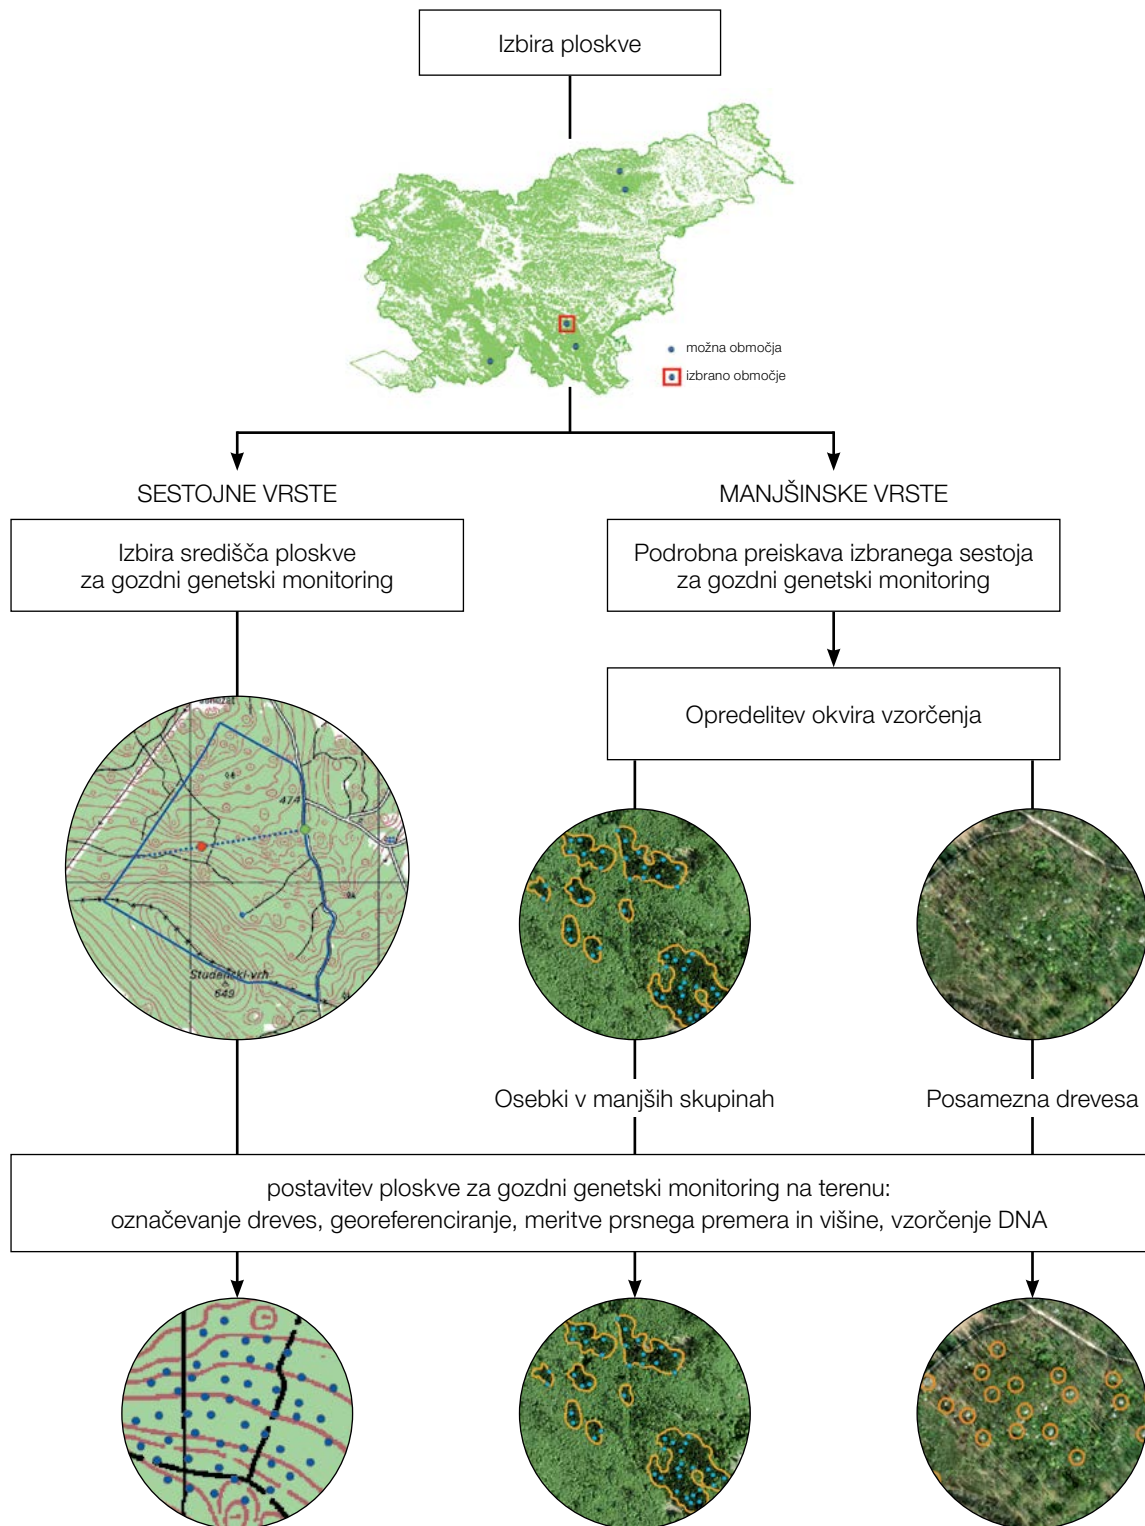 Izbira ploskve
možna območja
izbrano območje
SESTOJNE VRSTE
MANJŠINSKE VRSTE
Izbira središča ploskve
za gozdni genetski monitoring
Podrobna preiskava izbranega sestoja
za gozdni genetski monitoring
Opredelitev okvira vzorčenja
474
Studenški vrh
649
Osebki v manjših skupinah
Posamezna drevesa
postavitev ploskve za gozdni genetski monitoring na terenu:
označevanje dreves, georeferenciranje, meritve prsnega premera in višine, vzorčenje DNA